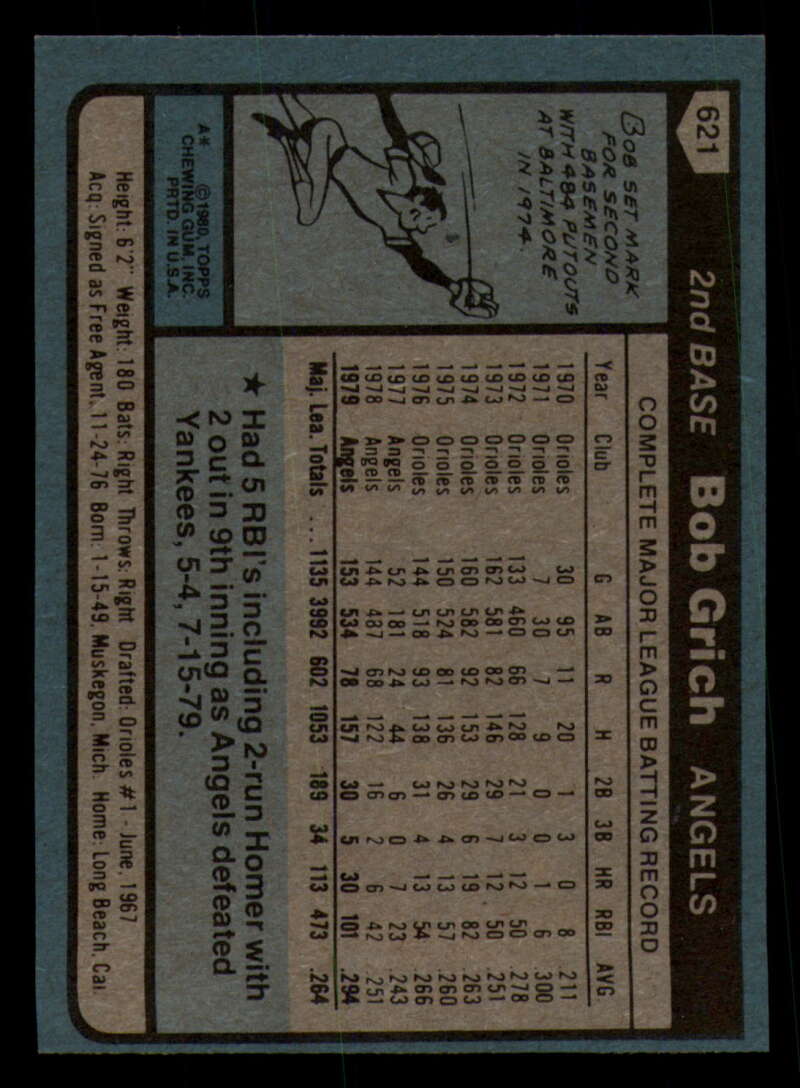 621 2nd BASE Bob Grich ANGELS
BOB SET MARK
FOR SECOND
BASEMEN
WITH 484 PUTOUTS
AT BALTIMORE
IN 1974.
A* ©1980 TOPPS
CHEWING GUM, INC.
PRTD. IN U.S.A.
COMPLETE MAJOR LEAGUE BATTING RECORD
Year Club G AB R H 2B 3B HR RBI AVG
1970 Orioles 30 95 11 20 1 3 0 8 .211
1971 Orioles 7 30 7 9 0 0 1 6 .300
1972 Orioles 133 460 66 128 21 3 12 50 .278
1973 Orioles 162 581 82 146 29 7 12 50 .251
1974 Orioles 160 582 92 153 29 6 19 82 .263
1975 Orioles 150 524 81 136 26 4 13 57 .260
1976 Orioles 144 518 93 138 31 4 13 54 .266
1977 Angels 52 181 24 44 6 0 7 23 .243
1978 Angels 144 487 68 122 16 2 6 42 .251
1979 Angels 153 534 78 157 30 5 30 101 .294
Maj. Lea. Totals ... 1135 3992 602 1053 189 34 113 473 .264
★ Had 5 RBI's including 2-run Homer with
2 out in 9th inning as Angels defeated
Yankees, 5-4, 7-15-79.
Height: 6'2" Weight: 180 Bats: Right Throws: Right Drafted: Orioles #1 - June, 1967
Acq: Signed as Free Agent, 11-24-76 Born: 1-15-49, Muskegon, Mich. Home: Long Beach, Cal.